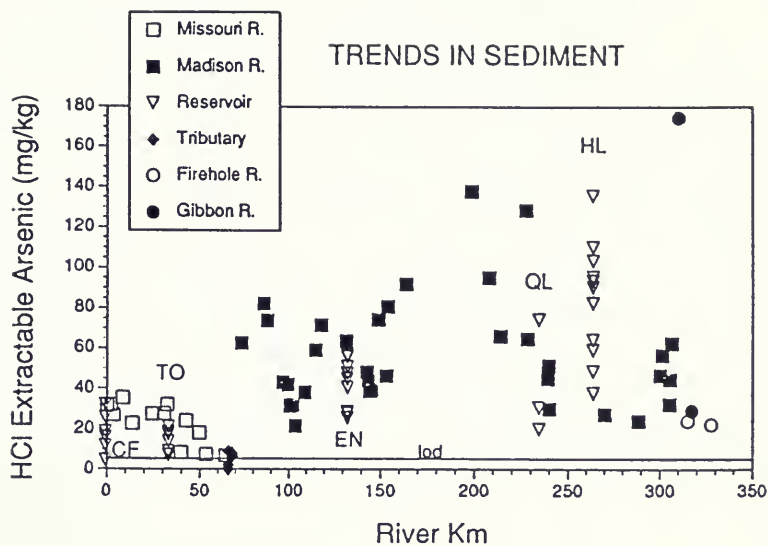 TRENDS IN SEDIMENT
Missouri R.
Madison R.
Reservoir
Tributary
Firehole R.
Gibbon R.
HCl Extractable Arsenic (mg/kg)
180
160
140
120
100
80
60
40
20
0
HL
QL
TO
EN
CF
lod
0
50
100
150
200
250
300
350
River Km